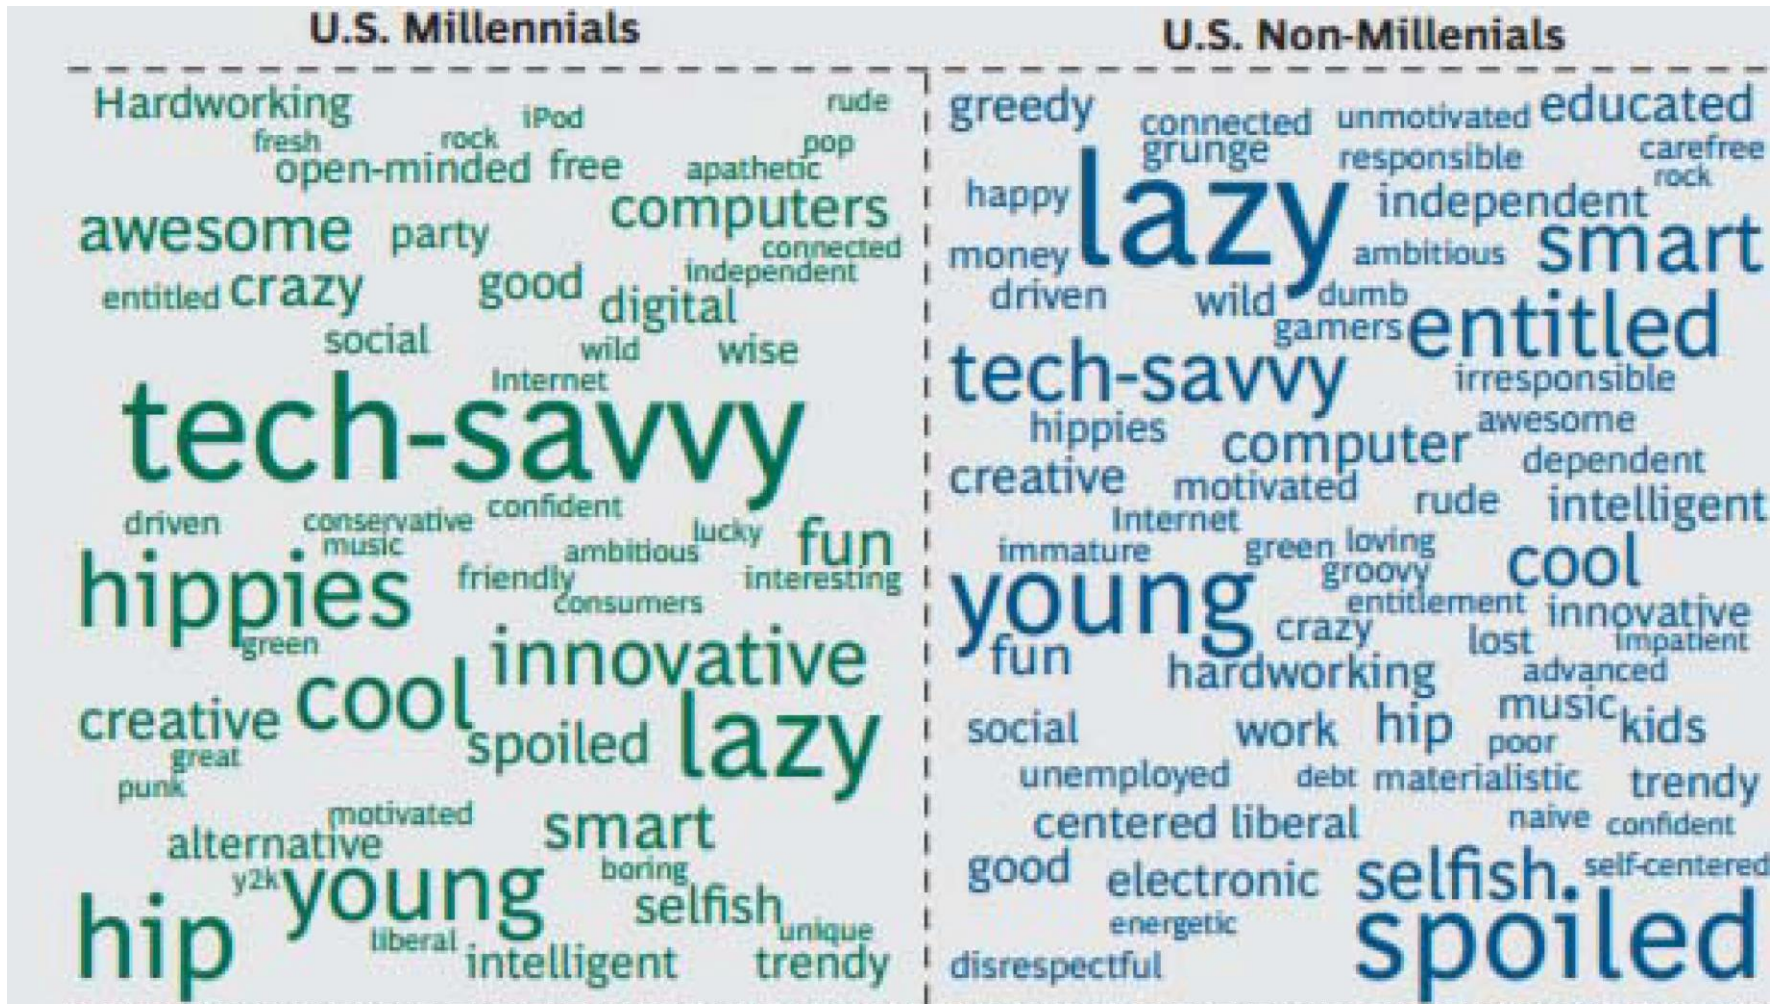 U.S. Millennials
Hardworking iPod rude
fresh rock pop
open-minded free apathetic
awesome party computers
connected
entitled crazy good independent
digital
social wild wise
Internet
tech-savvy
driven conservative confident
music lucky fun
ambitious
hippies friendly interesting
consumers
green
innovative
creative cool
spoiled lazy
great
punk
motivated smart
alternative
y2k young boring
selfish
hip liberal unique
intelligent trendy
U.S. Non-Millenials
greedy connected unmotivated educated
grunge responsible carefree
rock
happy lazy independent
money ambitious smart
driven wild dumb
gamers entitled
tech-savvy irresponsible
hippies awesome
computer dependent
creative motivated rude intelligent
Internet
immature green loving cool
groovy
young entitlement innovative
crazy lost impatient
fun hardworking advanced
music
social work hip poor kids
unemployed debt materialistic trendy
centered liberal naive confident
good electronic selfish self-centered
energetic spoiled
disrespectful